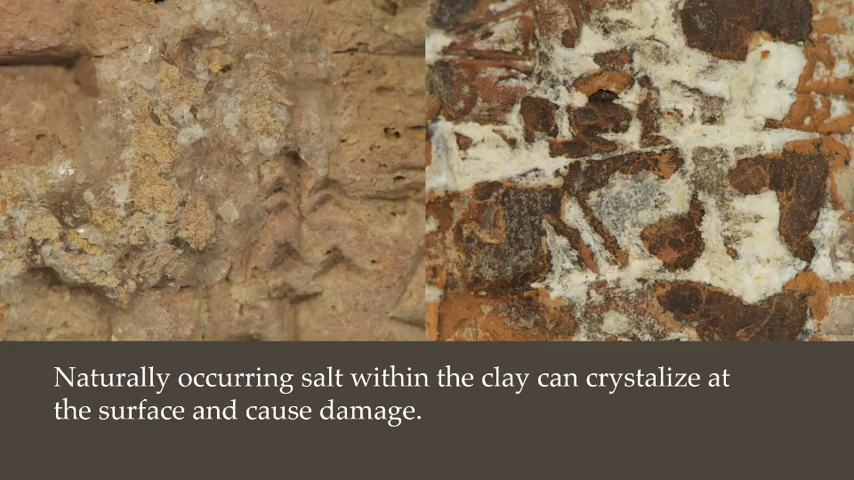 Naturally occurring salt within the clay can crystalize at
the surface and cause damage.